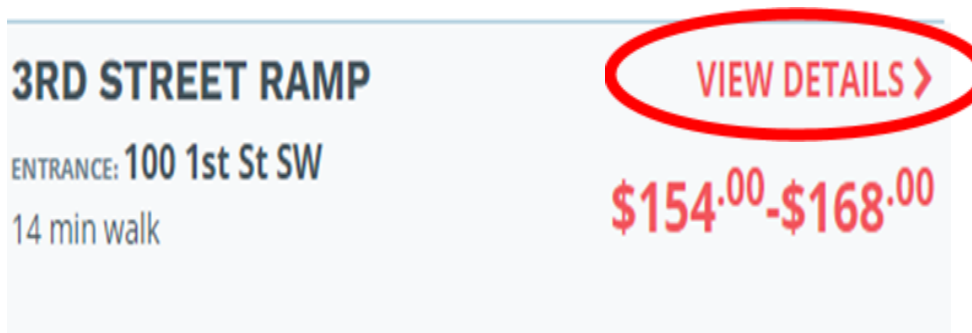 3RD STREET RAMP
VIEW DETAILS ❯
ENTRANCE: 100 1st St SW
14 min walk
$154.00-$168.00